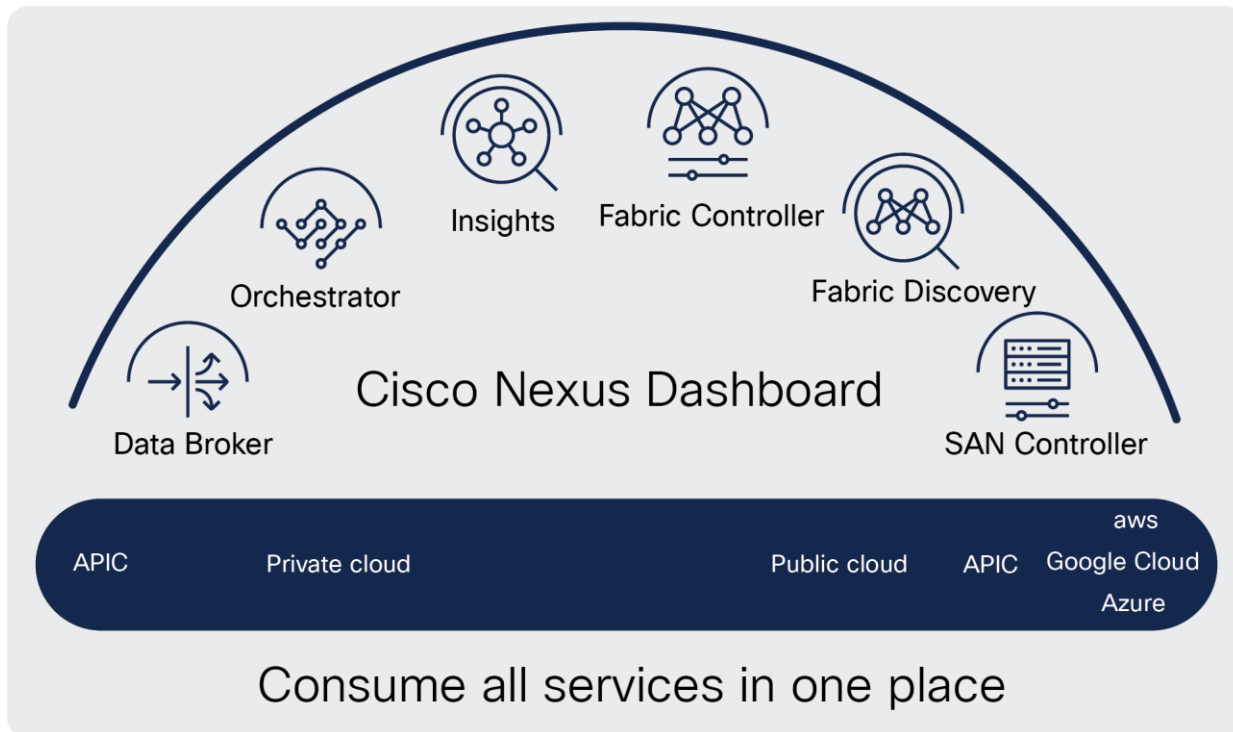 Insights
Fabric Controller
Orchestrator
Fabric Discovery
Cisco Nexus Dashboard
Data Broker
SAN Controller
APIC
Private cloud
Public cloud
APIC
aws
Google Cloud
Azure
Consume all services in one place